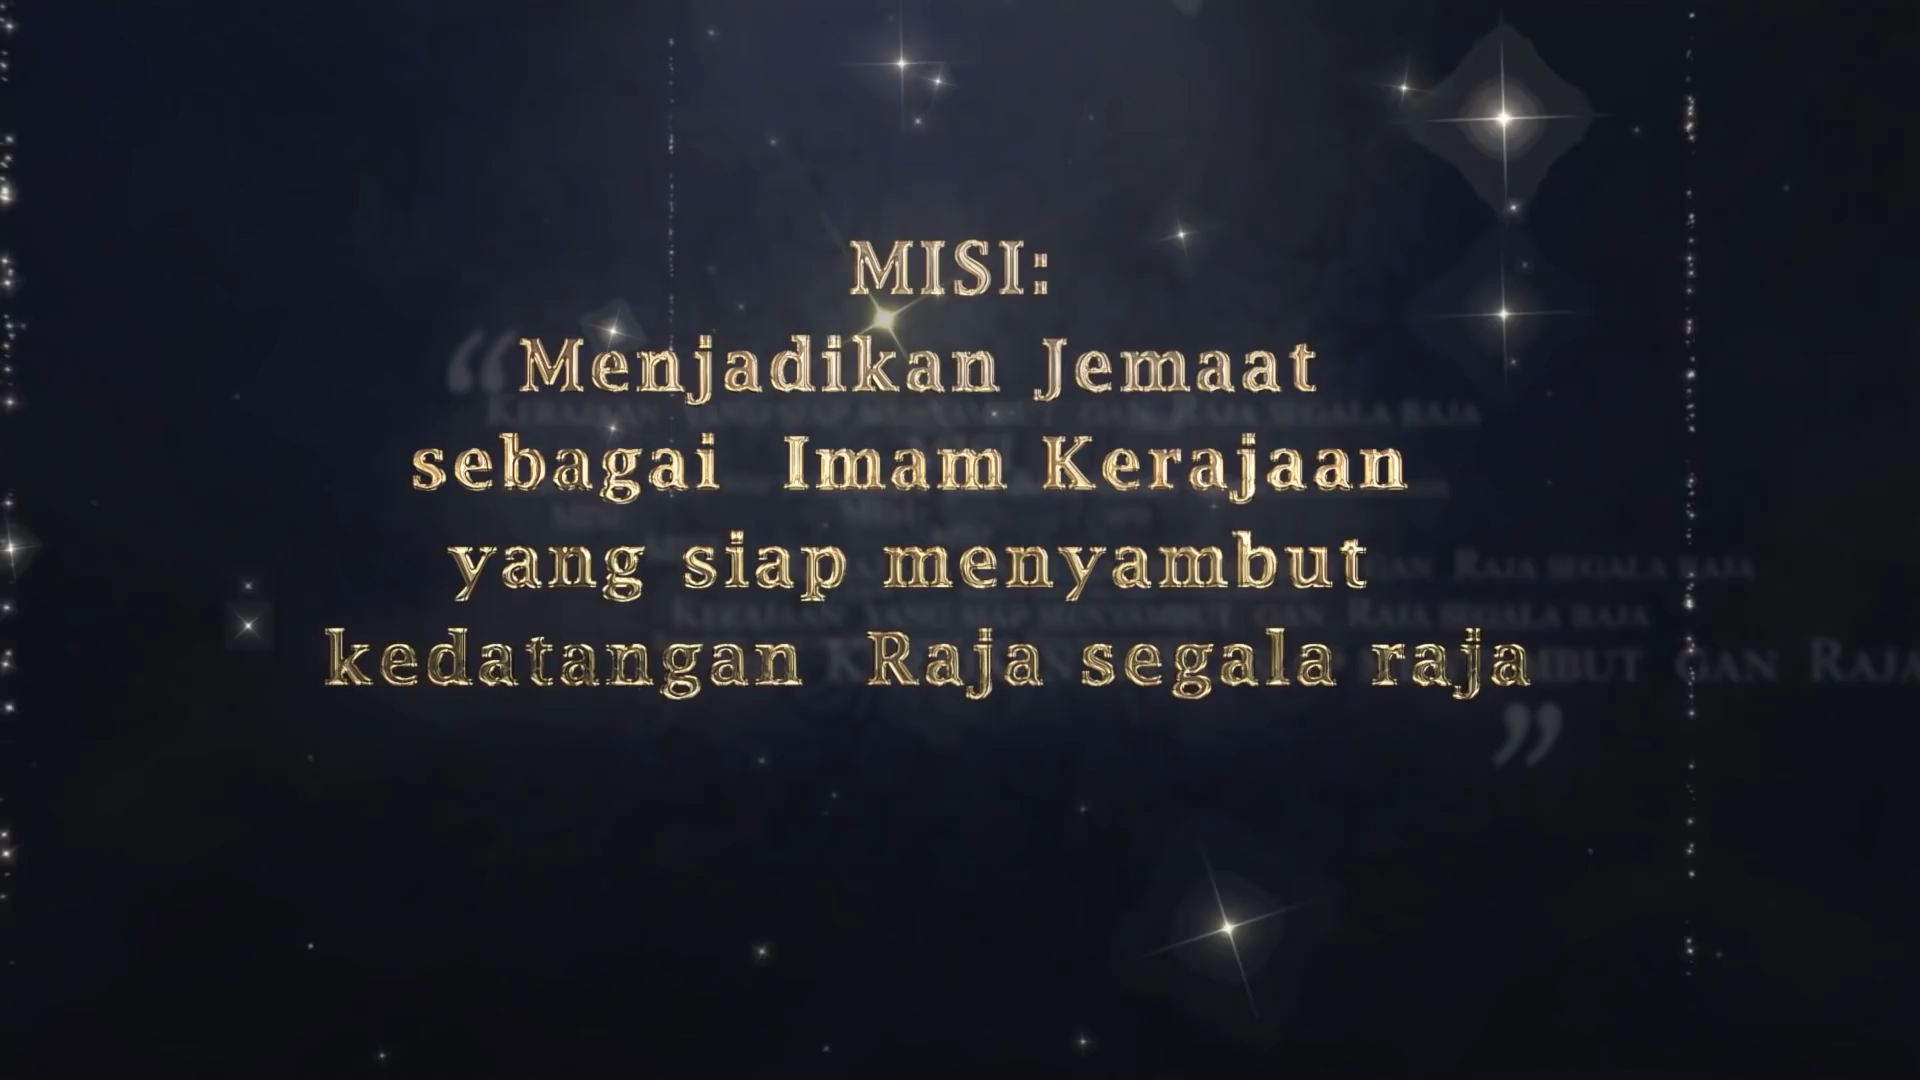 MISI:
“Menjadikan Jemaat
sebagai Imam Kerajaan
yang siap menyambut
kedatangan Raja segala raja”